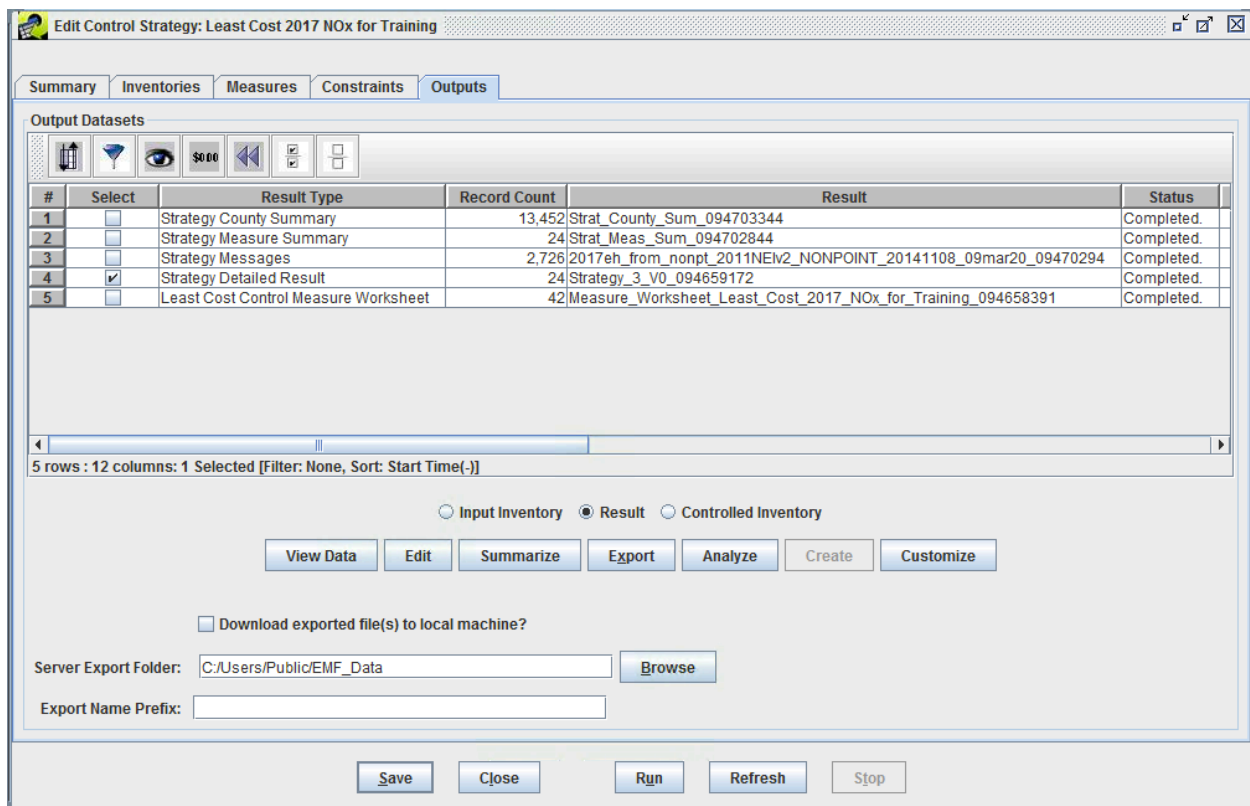 Edit Control Strategy: Least Cost 2017 NOx for Training
Summary Inventories Measures Constraints Outputs
Output Datasets
$0.00
# Select Result Type Record Count Result Status
1 Strategy County Summary 13,452 Strat_County_Sum_094703344 Completed.
2 Strategy Measure Summary 24 Strat_Meas_Sum_094702844 Completed.
3 Strategy Messages 2,726 2017eh_from_nonpt_2011NEIv2_NONPOINT_20141108_09mar20_09470294 Completed.
4 Strategy Detailed Result 24 Strategy_3_V0_094659172 Completed.
5 Least Cost Control Measure Worksheet 42 Measure_Worksheet_Least_Cost_2017_NOx_for_Training_094658391 Completed.
5 rows : 12 columns: 1 Selected [Filter: None, Sort: Start Time(-)]
Input Inventory Result Controlled Inventory
View Data Edit Summarize Export Analyze Create Customize
Download exported file(s) to local machine?
Server Export Folder: C:/Users/Public/EMF_Data Browse
Export Name Prefix:
Save Close Run Refresh Stop